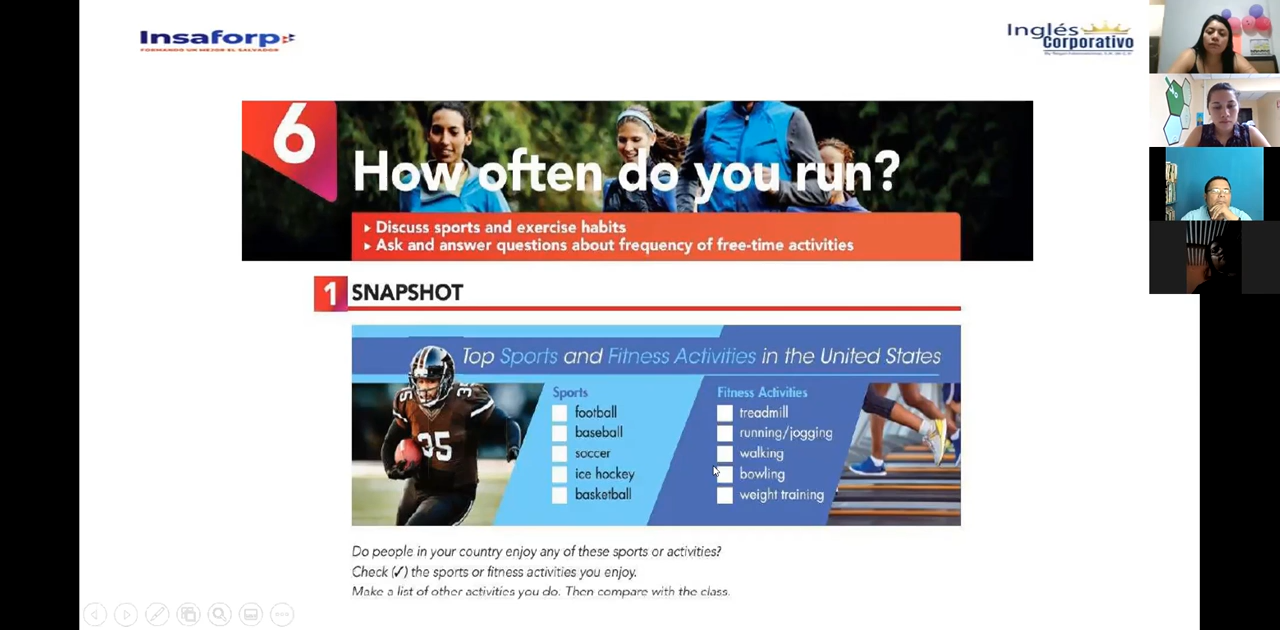 Insaforp
FORMANDO UN MEJOR EL SALVADOR
Inglés
Corporativo
6
How often do you run?
▸ Discuss sports and exercise habits
▸ Ask and answer questions about frequency of free-time activities
1 SNAPSHOT
Top Sports and Fitness Activities in the United States
Sports
football
baseball
soccer
ice hockey
basketball
Fitness Activities
treadmill
running/jogging
walking
bowling
weight training
35
Do people in your country enjoy any of these sports or activities?
Check (✓) the sports or fitness activities you enjoy.
Make a list of other activities you do. Then compare with the class.